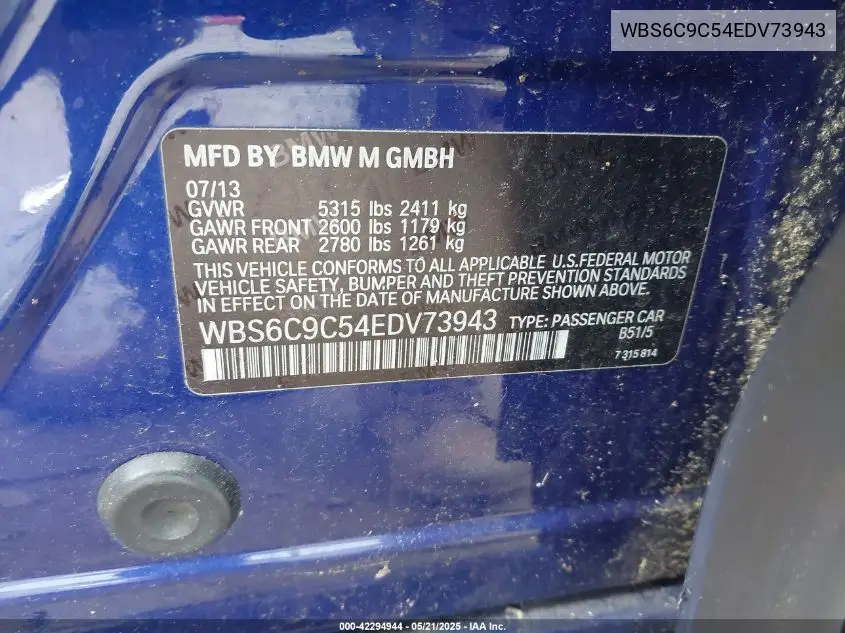 WBS6C9C54EDV73943
MFD BY BMW M GMBH
07/13
GVWR 5315 lbs 2411 kg
GAWR FRONT 2600 lbs 1179 kg
GAWR REAR 2780 lbs 1261 kg
THIS VEHICLE CONFORMS TO ALL APPLICABLE U.S.FEDERAL MOTOR
VEHICLE SAFETY, BUMPER AND THEFT PREVENTION STANDARDS
IN EFFECT ON THE DATE OF MANUFACTURE SHOWN ABOVE.
WBS6C9C54EDV73943 TYPE: PASSENGER CAR
B51/5
7 315 814
000-42294944 - 05/21/2025 - IAA Inc.